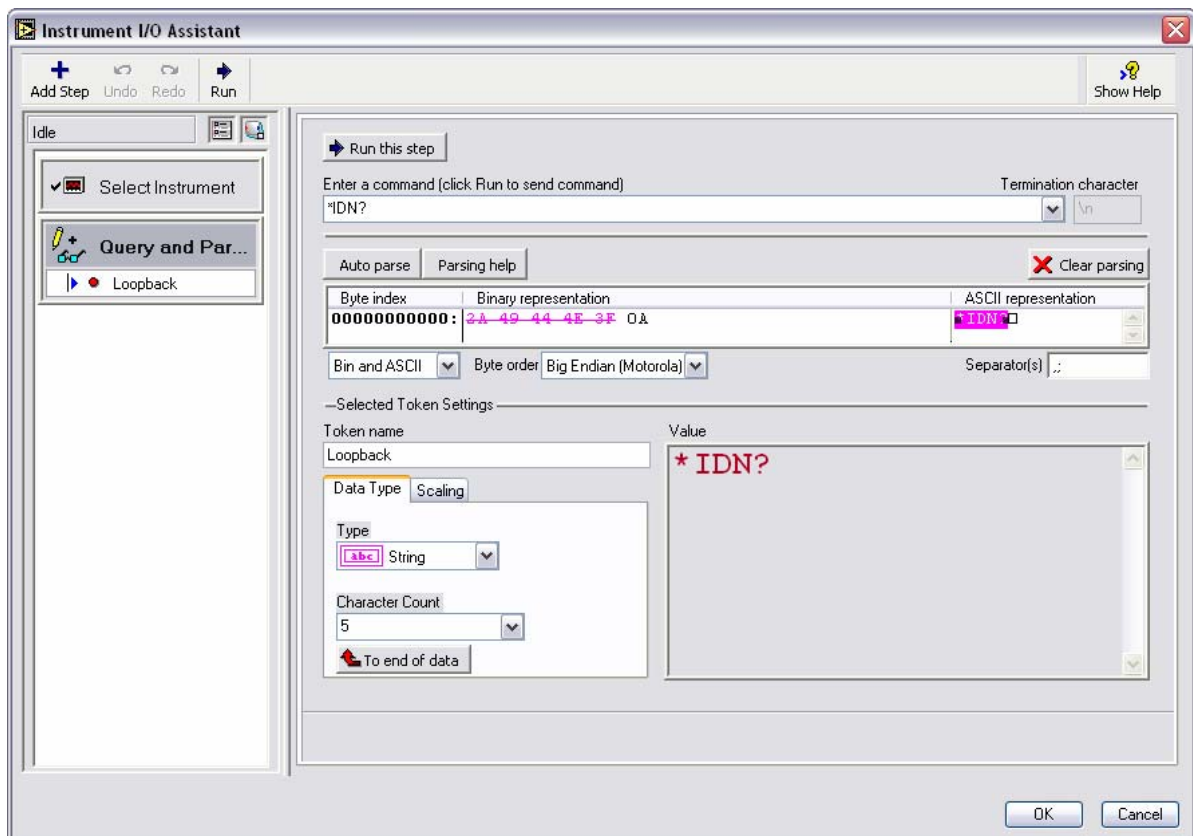 Instrument I/O Assistant
Add Step Undo Redo Run Show Help
Idle
Select Instrument
Query and Par...
Loopback
Run this step
Enter a command (click Run to send command) Termination character
*IDN? \n
Auto parse Parsing help Clear parsing
Byte index Binary representation ASCII representation
00000000000: 2A 49 44 4E 3F 0A *IDN?
Bin and ASCII Byte order Big Endian (Motorola) Separator(s) ,;
Selected Token Settings
Token name Value
Loopback *IDN?
Data Type Scaling
Type
abc String
Character Count
5
To end of data
OK Cancel